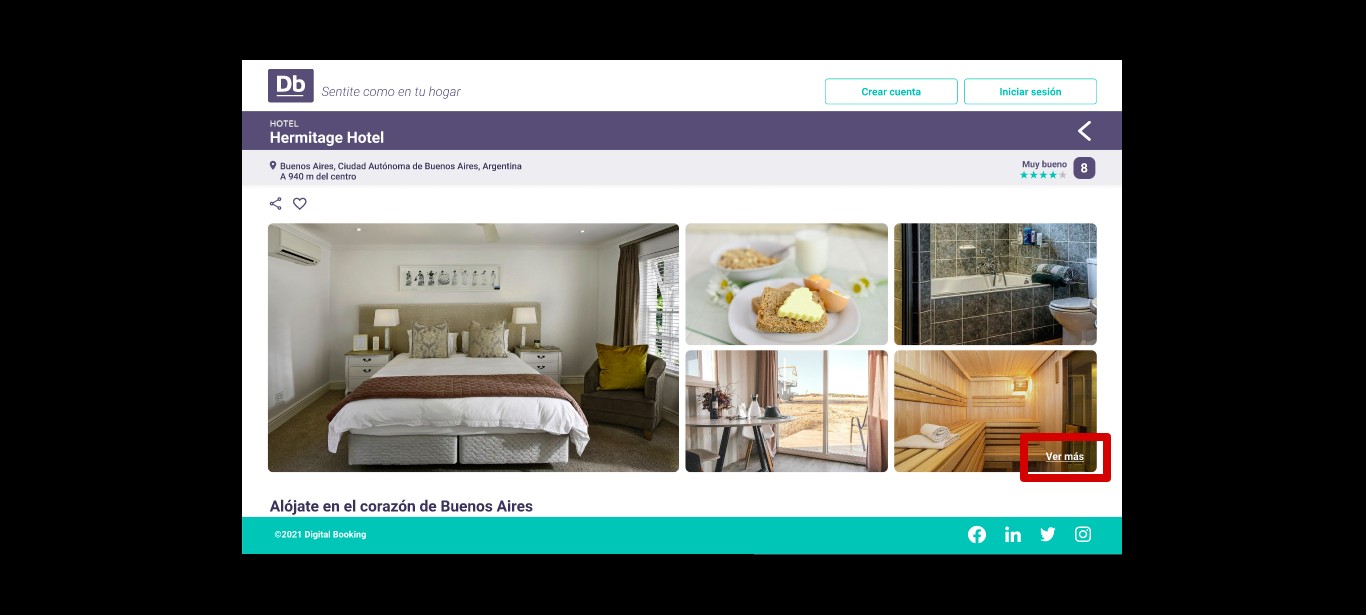 Db
Sentite como en tu hogar
Crear cuenta
Iniciar sesión
HOTEL
Hermitage Hotel
Buenos Aires, Ciudad Autónoma de Buenos Aires, Argentina
A 940 m del centro
Muy bueno
8
Ver más
Alójate en el corazón de Buenos Aires
©2021 Digital Booking